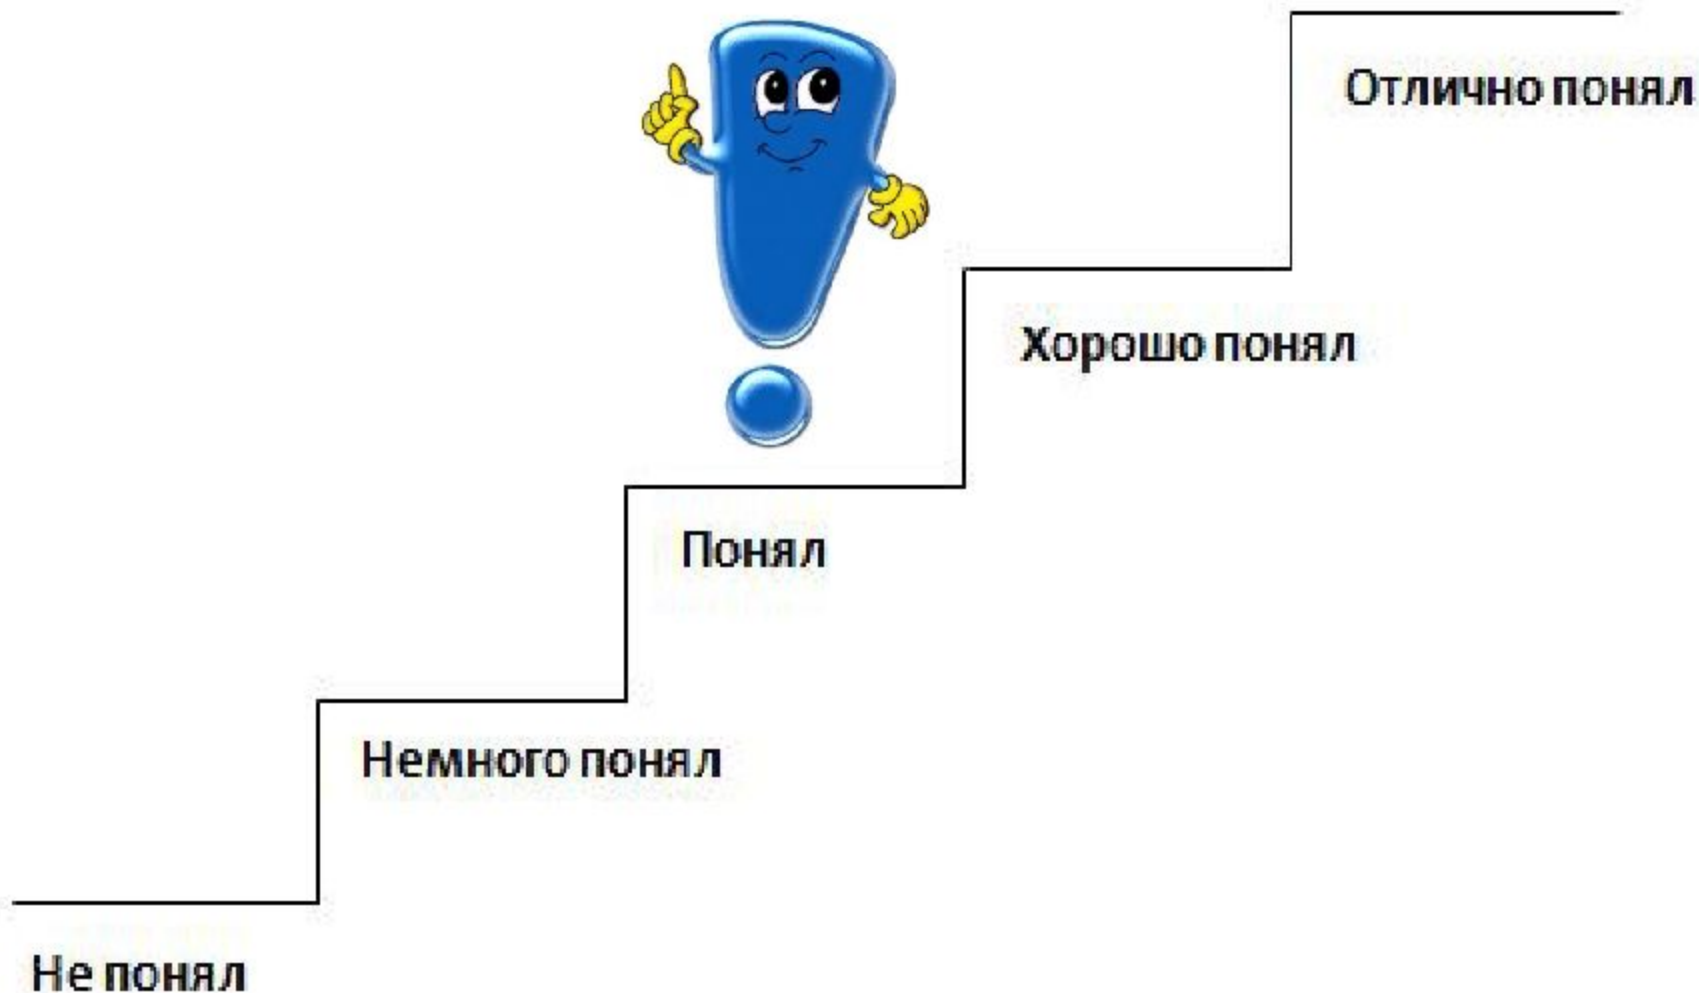 Отлично понял
Хорошо понял
Понял
Немного понял
Не понял